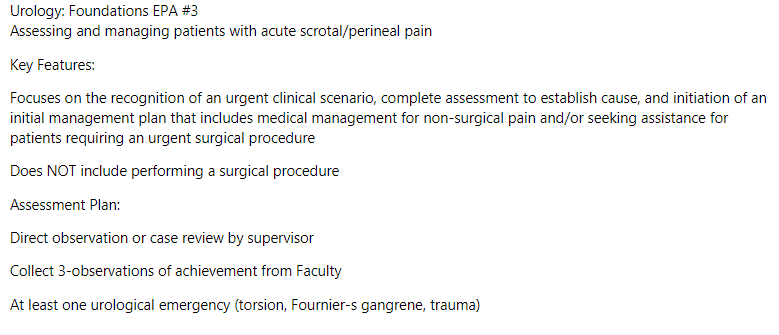 Urology: Foundations EPA #3
Assessing and managing patients with acute scrotal/perineal pain
Key Features:
Focuses on the recognition of an urgent clinical scenario, complete assessment to establish cause, and initiation of an
initial management plan that includes medical management for non-surgical pain and/or seeking assistance for
patients requiring an urgent surgical procedure
Does NOT include performing a surgical procedure
Assessment Plan:
Direct observation or case review by supervisor
Collect 3-observations of achievement from Faculty
At least one urological emergency (torsion, Fournier-s gangrene, trauma)